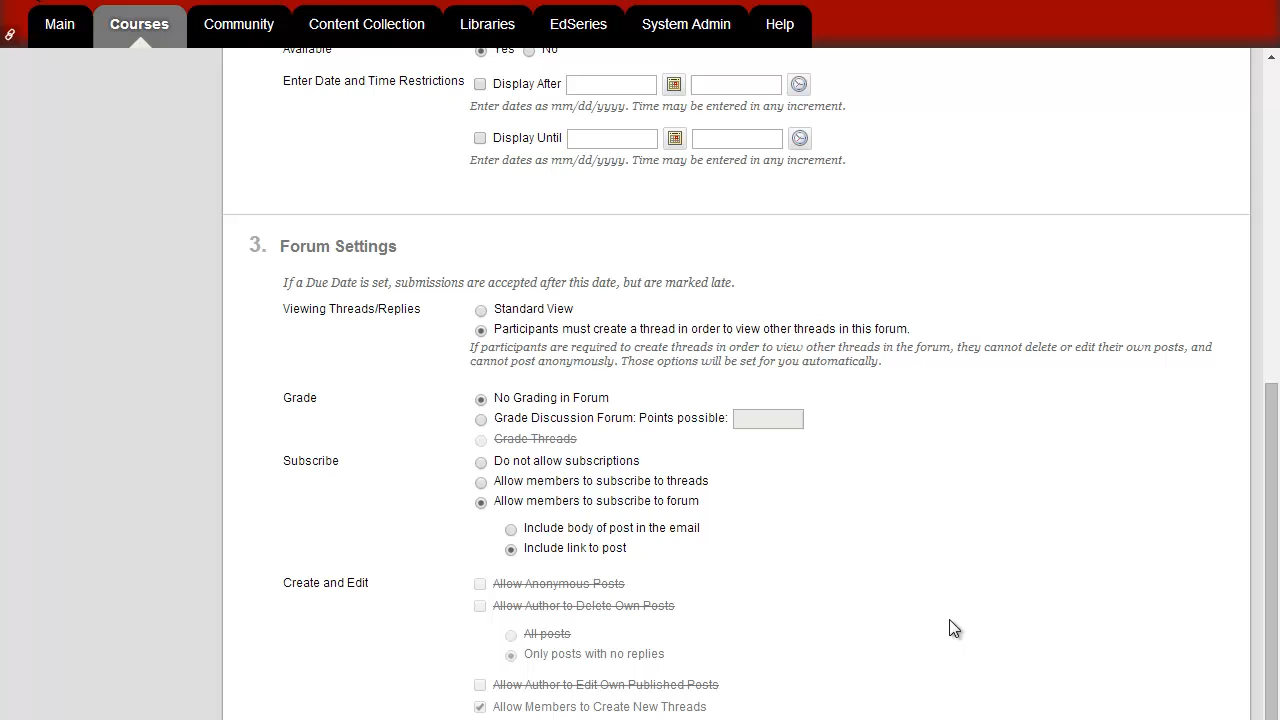 Main Courses Community Content Collection Libraries EdSeries System Admin Help
Available Yes No
Enter Date and Time Restrictions Display After
Enter dates as mm/dd/yyyy. Time may be entered in any increment.
Display Until
Enter dates as mm/dd/yyyy. Time may be entered in any increment.
3. Forum Settings
If a Due Date is set, submissions are accepted after this date, but are marked late.
Viewing Threads/Replies Standard View
Participants must create a thread in order to view other threads in this forum.
If participants are required to create threads in order to view other threads in the forum, they cannot delete or edit their own posts, and
cannot post anonymously. Those options will be set for you automatically.
Grade No Grading in Forum
Grade Discussion Forum: Points possible:
Grade Threads
Subscribe Do not allow subscriptions
Allow members to subscribe to threads
Allow members to subscribe to forum
Include body of post in the email
Include link to post
Create and Edit Allow Anonymous Posts
Allow Author to Delete Own Posts
All posts
Only posts with no replies
Allow Author to Edit Own Published Posts
Allow Members to Create New Threads